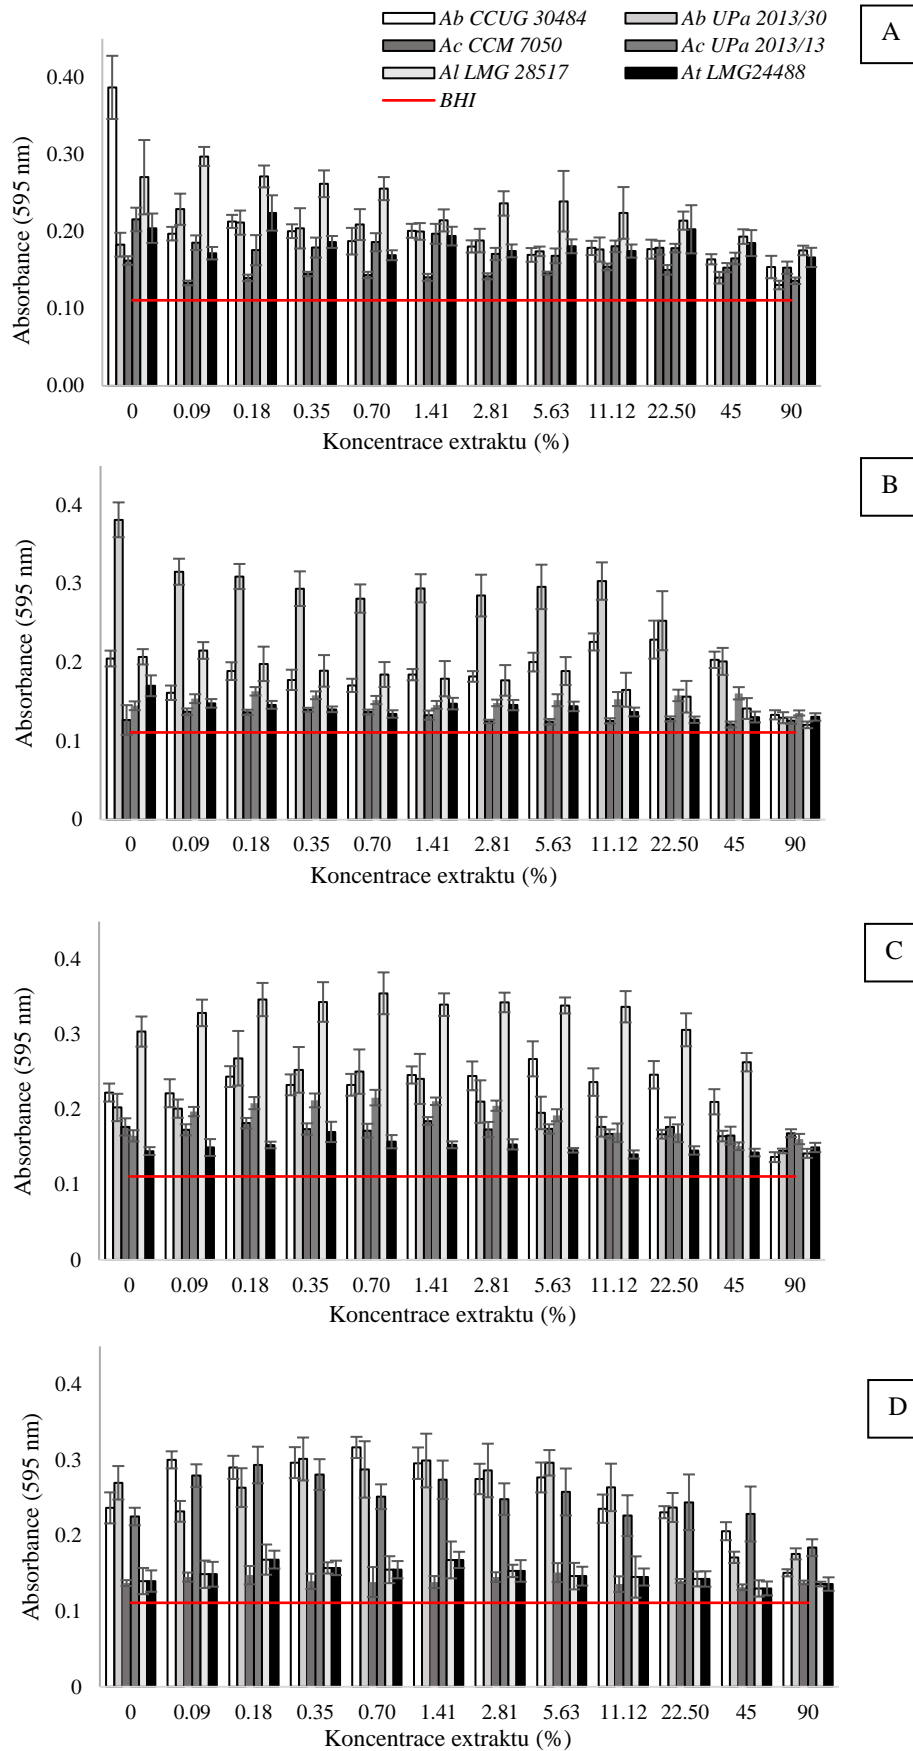 Ab CCUG 30484
Ab UPa 2013/30
A
Ac CCM 7050
Ac UPa 2013/13
Al LMG 28517
At LMG24488
BHI
Absorbance (595 nm)
0.40
0.30
0.20
0.10
0.00
0 0.09 0.18 0.35 0.70 1.41 2.81 5.63 11.12 22.50 45 90
Koncentrace extraktu (%)
B
Absorbance (595 nm)
0.4
0.3
0.2
0.1
0
0 0.09 0.18 0.35 0.70 1.41 2.81 5.63 11.12 22.50 45 90
Koncentrace extraktu (%)
C
Absorbance (595 nm)
0.4
0.3
0.2
0.1
0
0 0.09 0.18 0.35 0.70 1.41 2.81 5.63 11.12 22.50 45 90
Koncentrace extraktu (%)
D
Absorbance (595 nm)
0.4
0.3
0.2
0.1
0
0 0.09 0.18 0.35 0.70 1.41 2.81 5.63 11.12 22.50 45 90
Koncentrace extraktu (%)